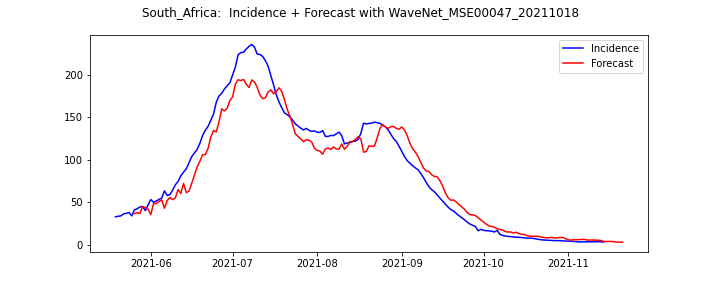 South_Africa:  Incidence + Forecast with WaveNet_MSE00047_20211018
Incidence
Forecast
200
150
100
50
0
2021-06 2021-07 2021-08 2021-09 2021-10 2021-11